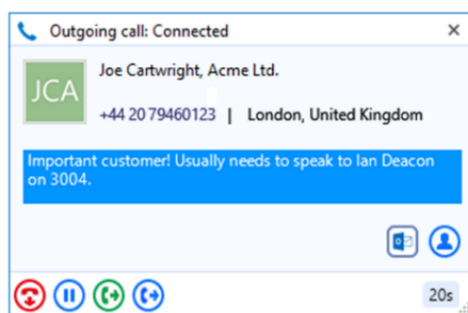 Outgoing call: Connected
JCA
Joe Cartwright, Acme Ltd.
+44 20 79460123 | London, United Kingdom
Important customer! Usually needs to speak to Ian Deacon
on 3004.
20s